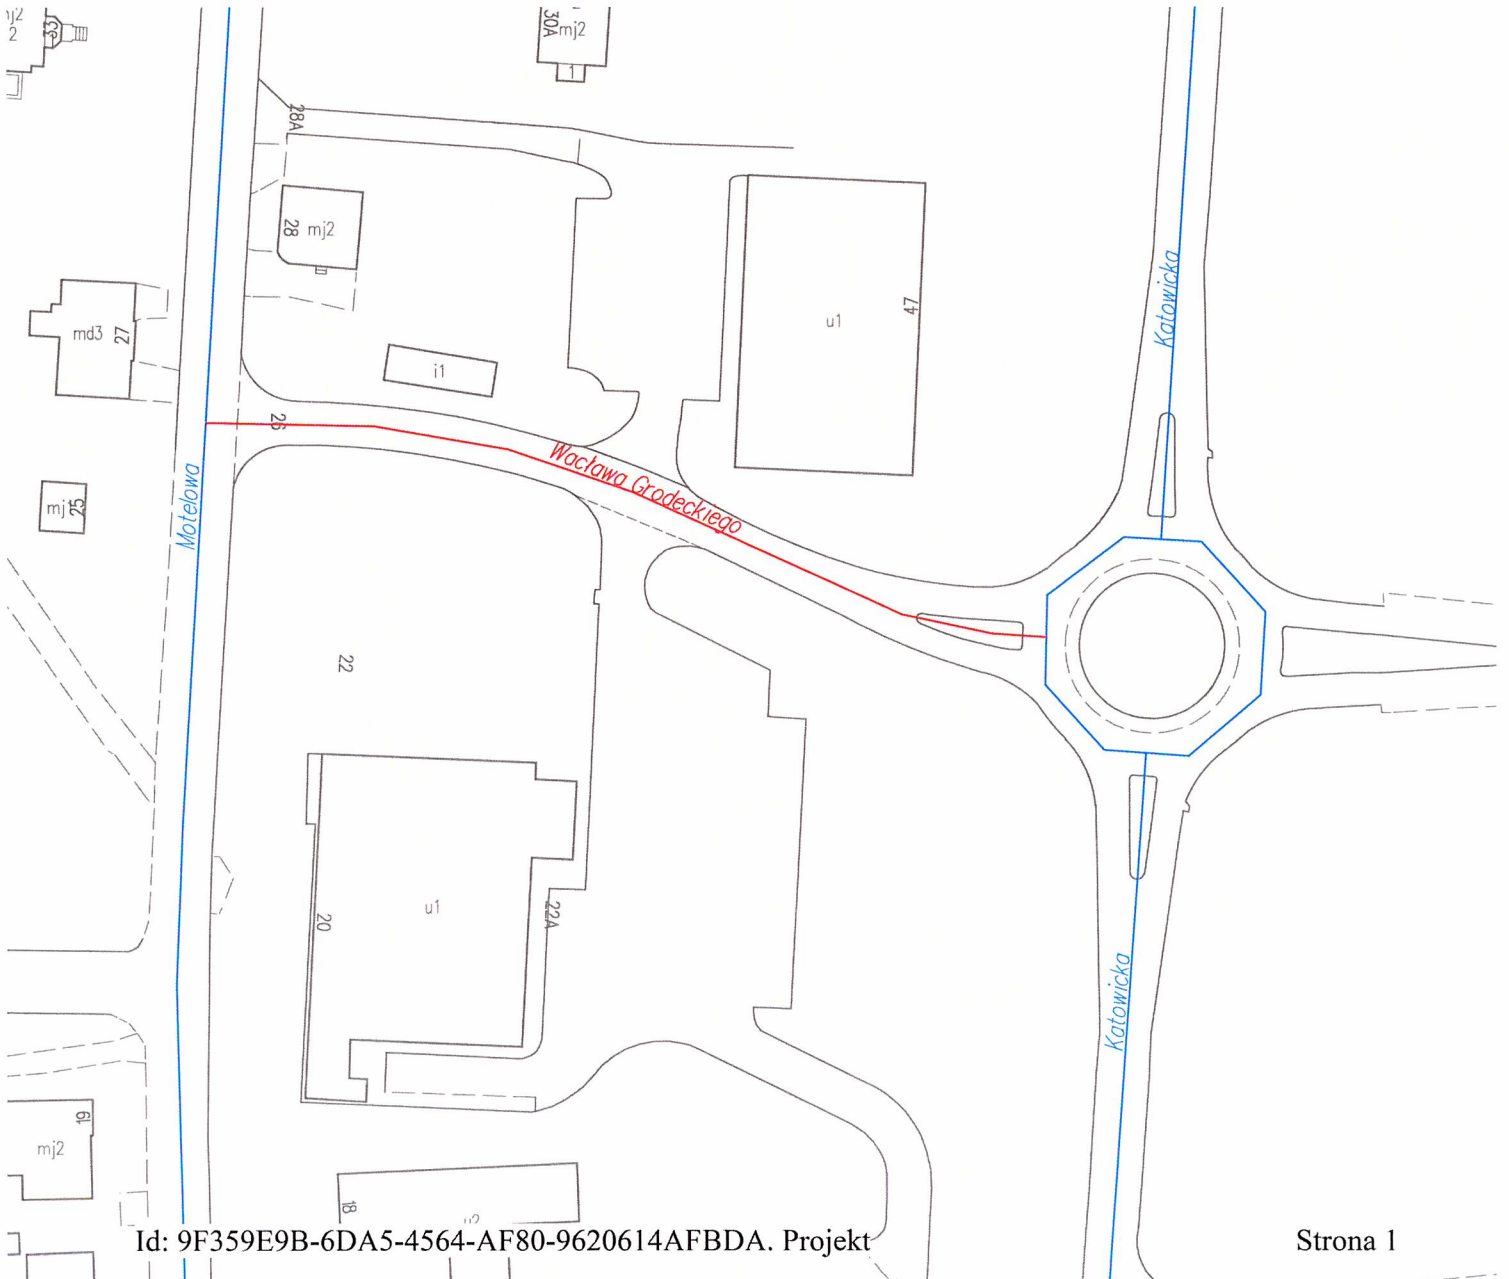 mj2
2
33
30A
mj2
1
28A
28
mj2
Katowicka
47
u1
md3
27
i1
26
Wacława Grodeckiego
Motelowa
mj
25
22
u1
20
22A
Katowicka
19
mj2
18
Id: 9F359E9B-6DA5-4564-AF80-9620614AFBDA. Projekt
Strona 1